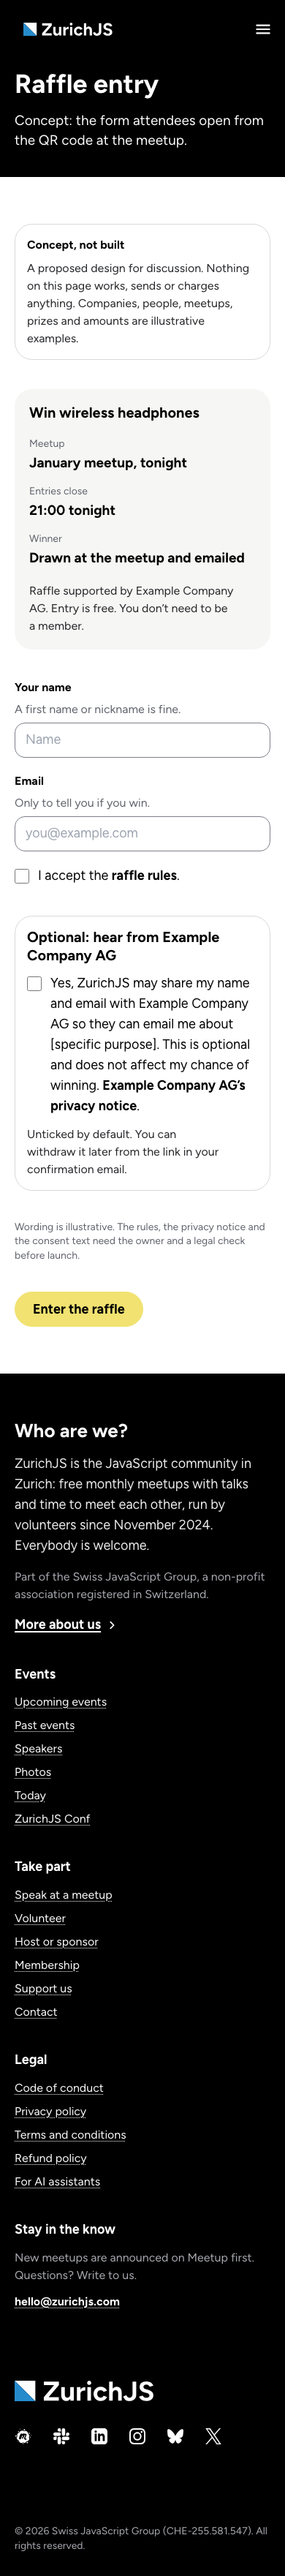 ZurichJS
Raffle entry
Concept: the form attendees open from
the QR code at the meetup.
Concept, not built
A proposed design for discussion. Nothing
on this page works, sends or charges
anything. Companies, people, meetups,
prizes and amounts are illustrative
examples.
Win wireless headphones
Meetup
January meetup, tonight
Entries close
21:00 tonight
Winner
Drawn at the meetup and emailed
Raffle supported by Example Company
AG. Entry is free. You don’t need to be
a member.
Your name
A first name or nickname is fine.
Name
Email
Only to tell you if you win.
you@example.com
I accept the raffle rules.
Optional: hear from Example
Company AG
Yes, ZurichJS may share my name
and email with Example Company
AG so they can email me about
[specific purpose]. This is optional
and does not affect my chance of
winning. Example Company AG’s
privacy notice.
Unticked by default. You can
withdraw it later from the link in your
confirmation email.
Wording is illustrative. The rules, the privacy notice and
the consent text need the owner and a legal check
before launch.
Enter the raffle
Who are we?
ZurichJS is the JavaScript community in
Zurich: free monthly meetups with talks
and time to meet each other, run by
volunteers since November 2024.
Everybody is welcome.
Part of the Swiss JavaScript Group, a non-profit
association registered in Switzerland.
More about us
Events
Upcoming events
Past events
Speakers
Photos
Today
ZurichJS Conf
Take part
Speak at a meetup
Volunteer
Host or sponsor
Membership
Support us
Contact
Legal
Code of conduct
Privacy policy
Terms and conditions
Refund policy
For AI assistants
Stay in the know
New meetups are announced on Meetup first.
Questions? Write to us.
hello@zurichjs.com
ZurichJS
© 2026 Swiss JavaScript Group (CHE-255.581.547). All
rights reserved.